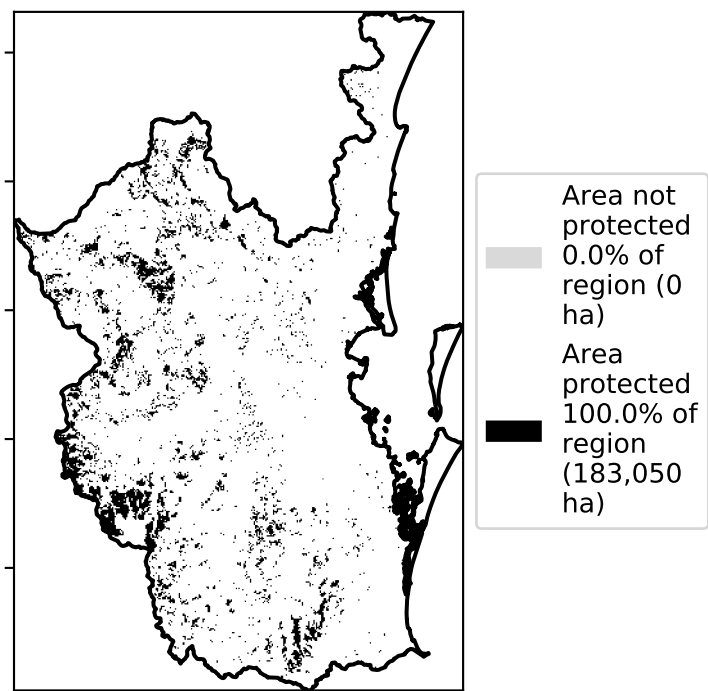 Area not
protected
0.0% of
region (0
ha)
Area
protected
100.0% of
region
(183,050
ha)